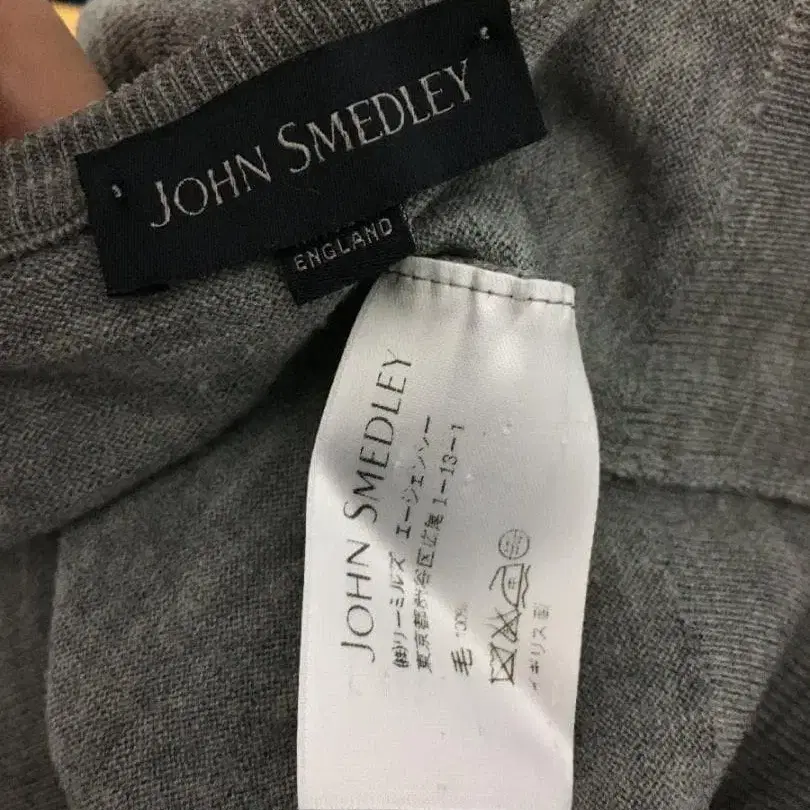 JOHN SMEDLEY
ENGLAND
JOHN SMEDLEY
㈱リーミルズ エージェンシー
東京都渋谷区広尾1-13-1
毛 100%
イギリス製